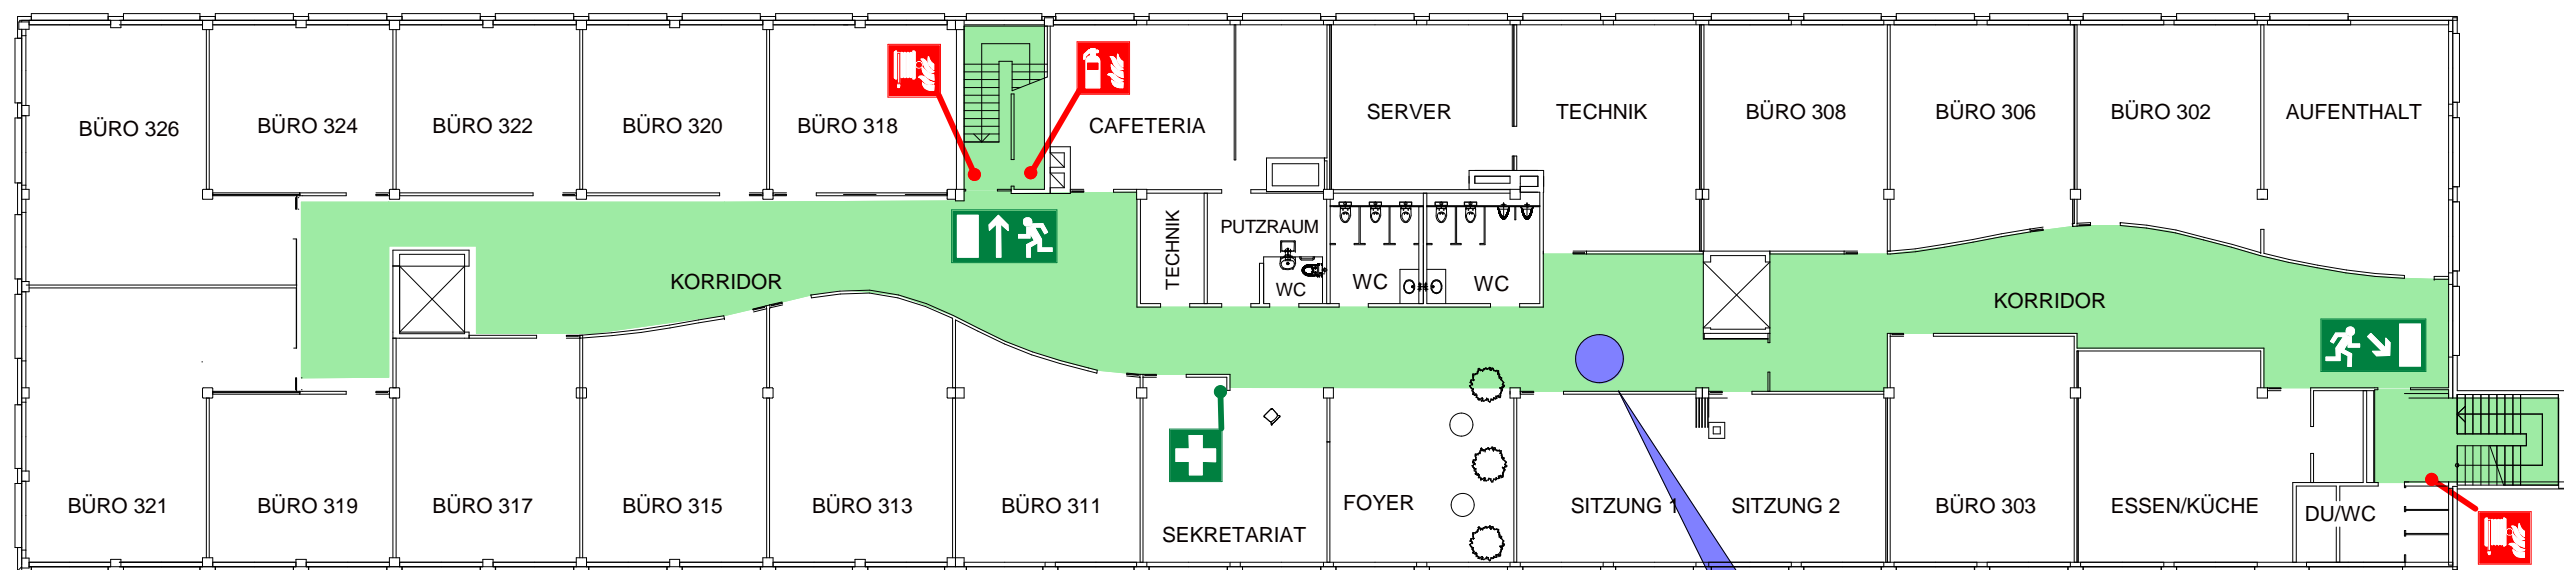 BÜRO 326
BÜRO 324
BÜRO 322
BÜRO 320
BÜRO 318
CAFETERIA
SERVER
TECHNIK
BÜRO 308
BÜRO 306
BÜRO 302
AUFENTHALT
TECHNIK
PUTZRAUM
WC
WC
WC
KORRIDOR
KORRIDOR
BÜRO 321
BÜRO 319
BÜRO 317
BÜRO 315
BÜRO 313
BÜRO 311
SEKRETARIAT
FOYER
SITZUNG 1
SITZUNG 2
BÜRO 303
ESSEN/KÜCHE
DU/WC